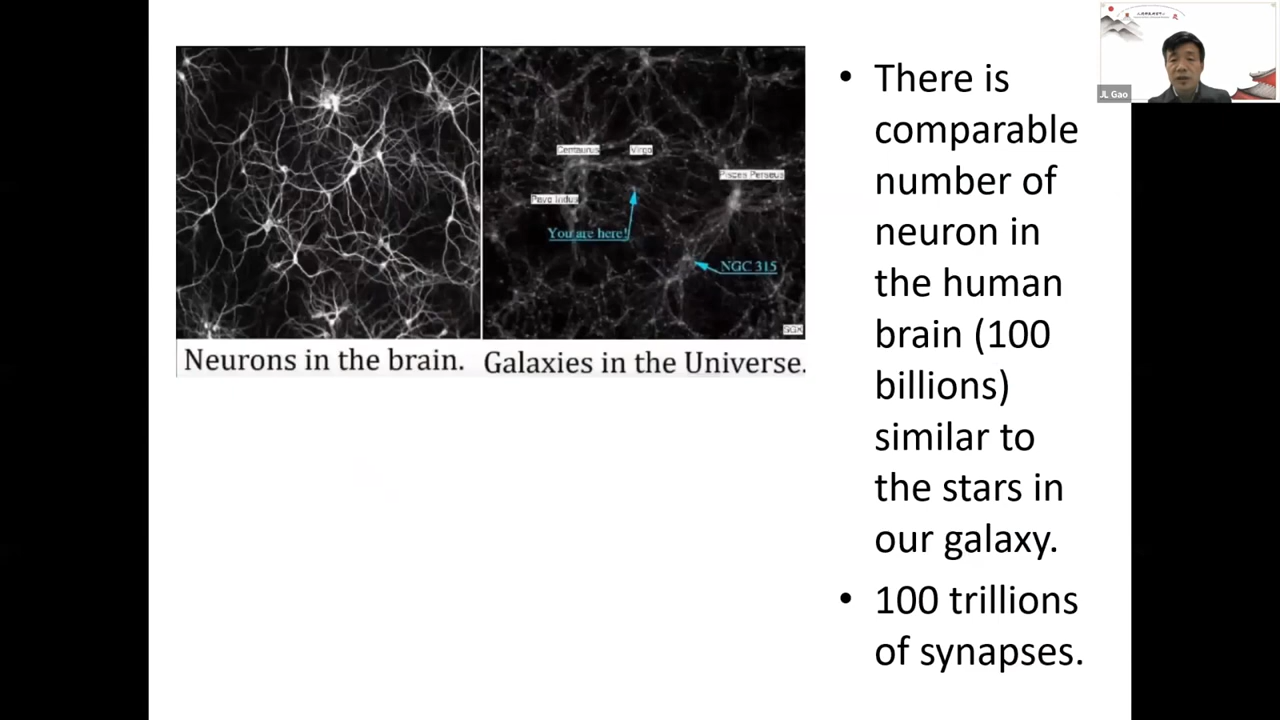 Centaurus
Virgo
Pisces Perseus
Pavo Indus
You are here!
NGC 315
SGX
Neurons in the brain.
Galaxies in the Universe.
• There is
comparable
number of
neuron in
the human
brain (100
billions)
similar to
the stars in
our galaxy.
• 100 trillions
of synapses.
JL Gao